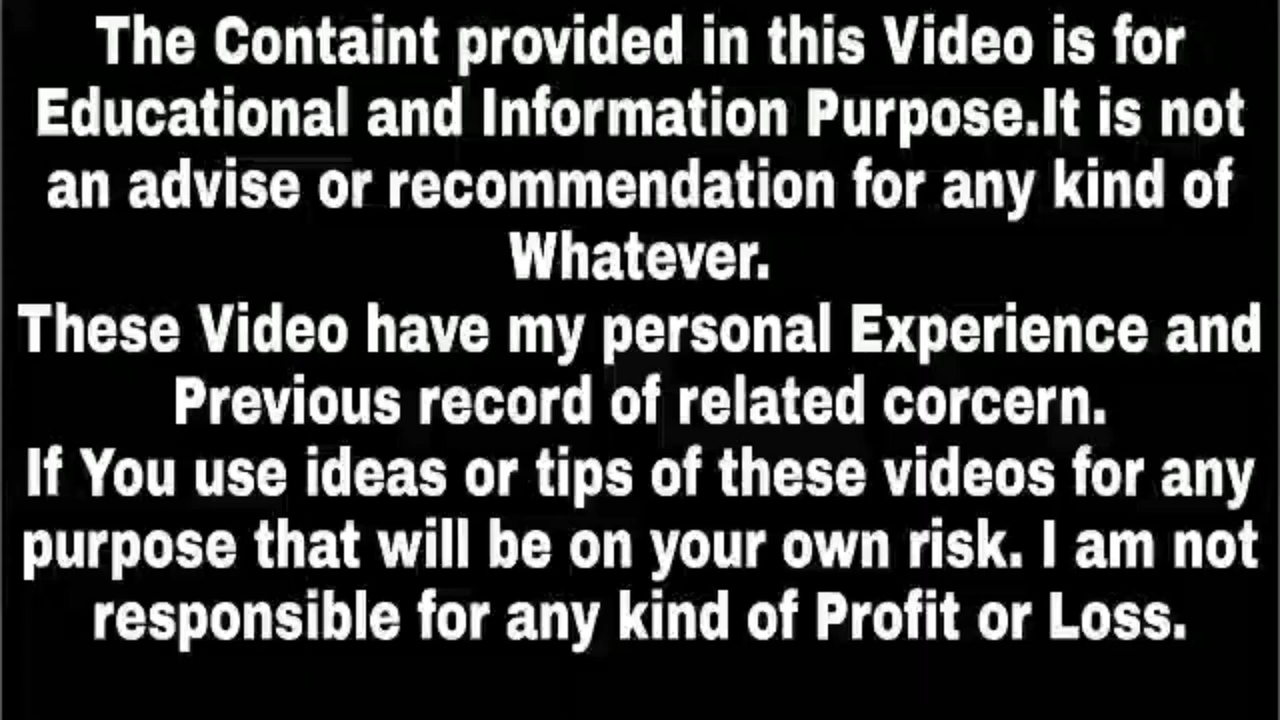 The Containt provided in this Video is for
Educational and Information Purpose.It is not
an advise or recommendation for any kind of
Whatever.
These Video have my personal Experience and
Previous record of related corcern.
If You use ideas or tips of these videos for any
purpose that will be on your own risk. I am not
responsible for any kind of Profit or Loss.